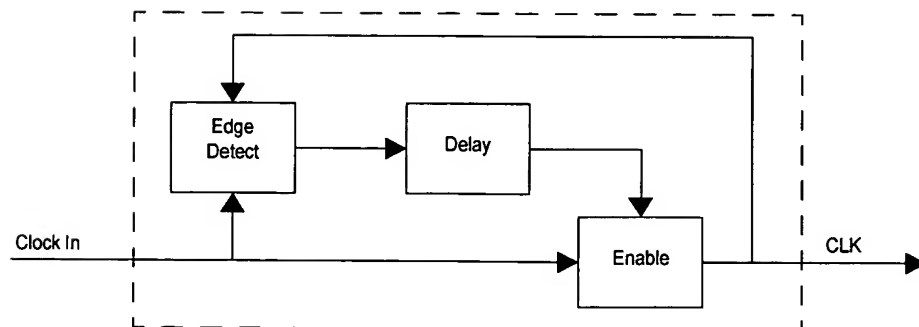 Edge
Detect
Delay
Clock In
Enable
CLK